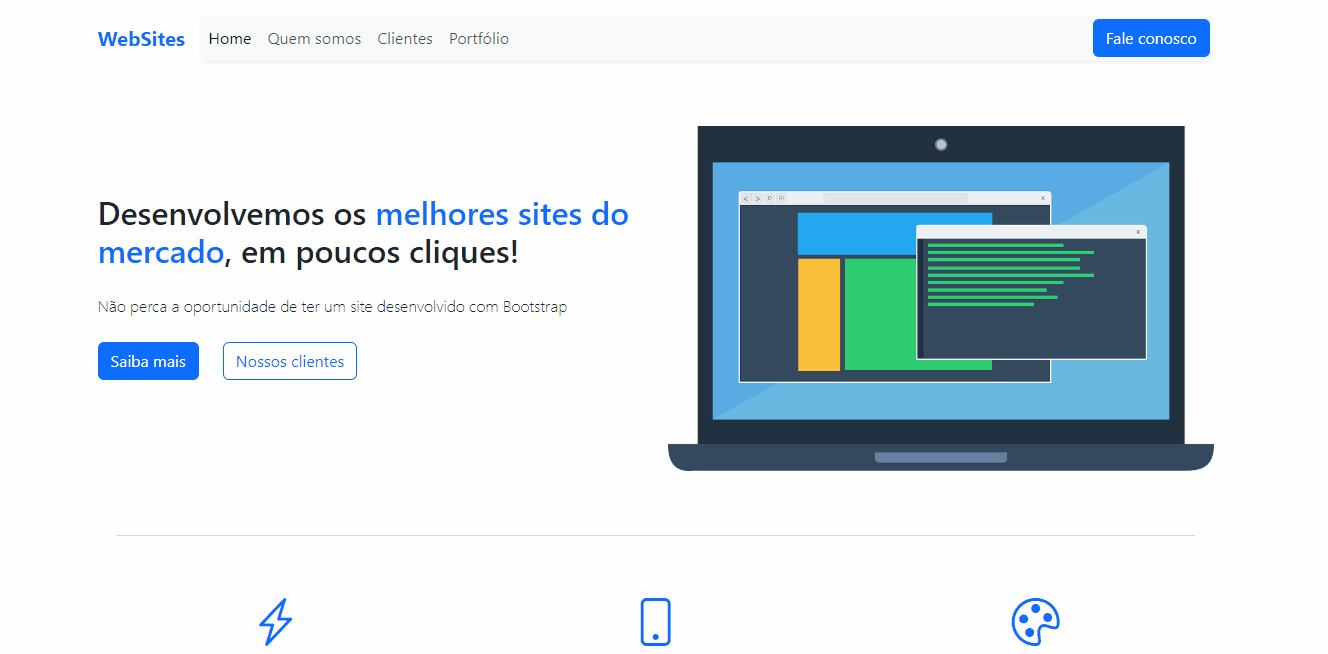 WebSites Home Quem somos Clientes Portfólio Fale conosco
Desenvolvemos os melhores sites do
mercado, em poucos cliques!
Não perca a oportunidade de ter um site desenvolvido com Bootstrap
Saiba mais Nossos clientes